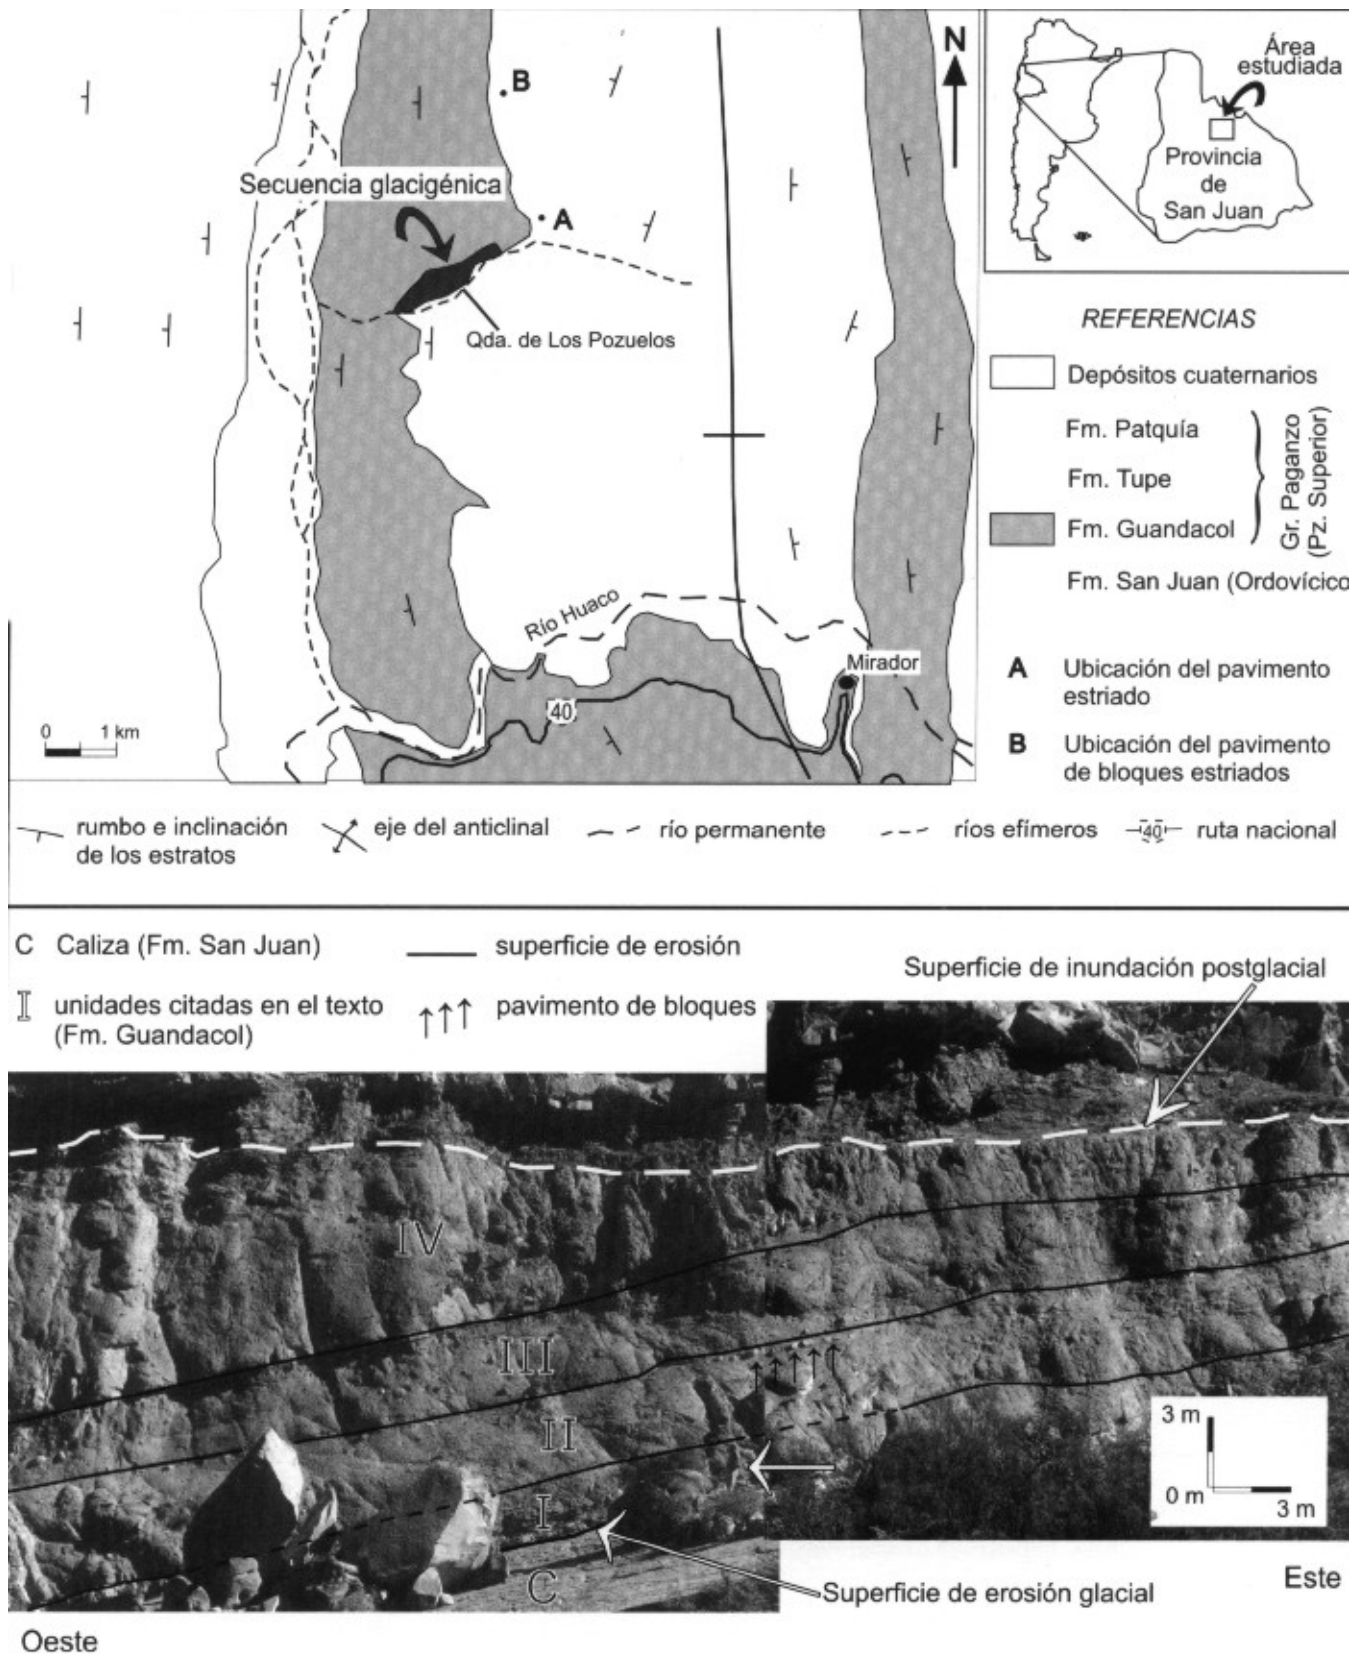 N
Área
estudiada
Provincia
de
San Juan
B
Secuencia glacigénica
A
Qda. de Los Pozuelos
Río Huaco
Mirador
40
0 1 km
REFERENCIAS
Depósitos cuaternarios
Fm. Patquía
Fm. Tupe
Fm. Guandacol
Gr. Paganzo
(Pz. Superior)
Fm. San Juan (Ordovícico
A Ubicación del pavimento
estriado
B Ubicación del pavimento
de bloques estriados
rumbo e inclinación
de los estratos
eje del anticlinal
río permanente
ríos efímeros
40 ruta nacional
C Caliza (Fm. San Juan)
superficie de erosión
I unidades citadas en el texto
(Fm. Guandacol)
pavimento de bloques
Superficie de inundación postglacial
IV
III
II
I
C
3 m
0 m
3 m
Superficie de erosión glacial
Este
Oeste